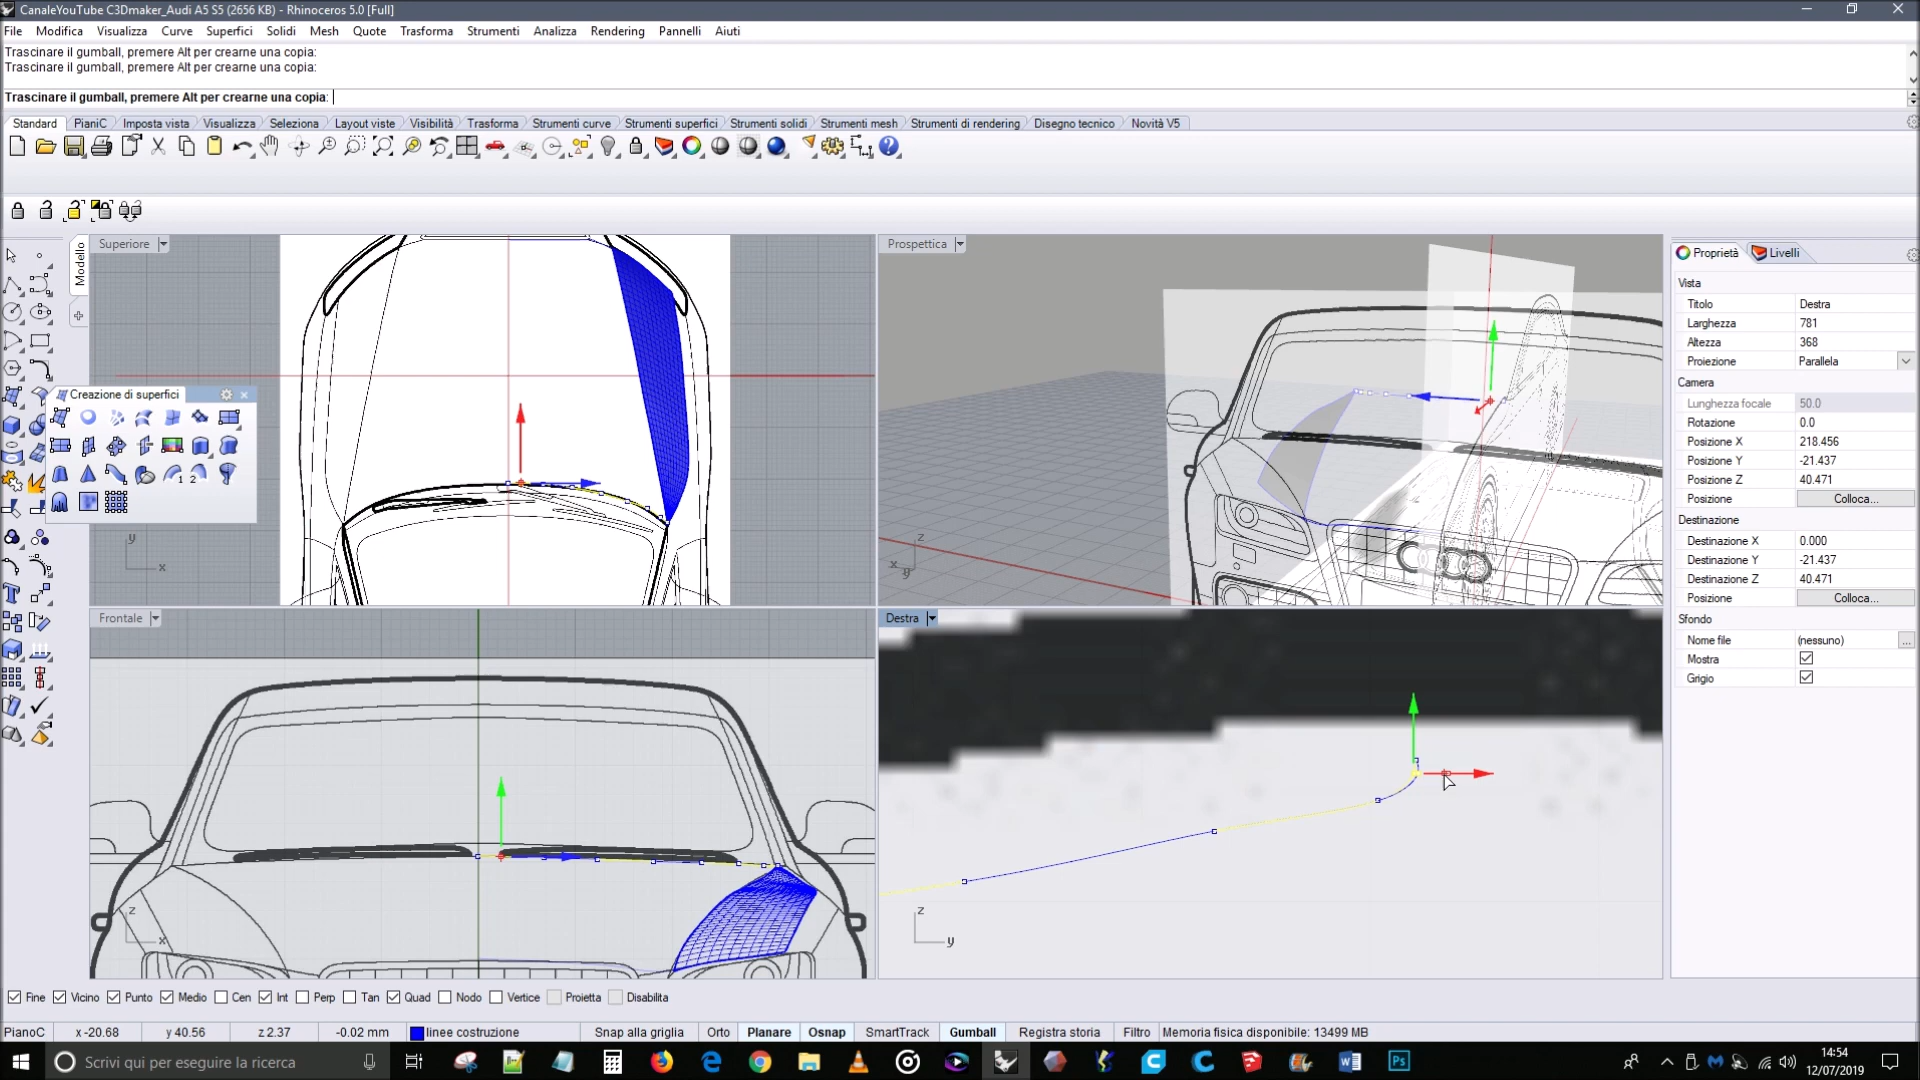 CanaleYouTube C3Dmaker_Audi A5 S5 (2656 KB) - Rhinoceros 5.0 [Full]
File Modifica Visualizza Curve Superfici Solidi Mesh Quote Trasforma Strumenti Analizza Rendering Pannelli Aiuti
Trascinare il gumball, premere Alt per crearne una copia:
Trascinare il gumball, premere Alt per crearne una copia:
Trascinare il gumball, premere Alt per crearne una copia:
Standard PianiC Imposta vista Visualizza Seleziona Layout viste Visibilità Trasforma Strumenti curve Strumenti superfici Strumenti solidi Strumenti mesh Strumenti di rendering Disegno tecnico Novità V5
Modello
Superiore
Prospettica
Creazione di superfici
1 2
y
x
z
x
y
Frontale
Destra
z
x
z
y
Proprietà Livelli
Vista
Titolo Destra
Larghezza 781
Altezza 368
Proiezione Parallela
Camera
Lunghezza focale 50.0
Rotazione 0.0
Posizione X 218.456
Posizione Y -21.437
Posizione Z 40.471
Posizione Colloca...
Destinazione
Destinazione X 0.000
Destinazione Y -21.437
Destinazione Z 40.471
Posizione Colloca...
Sfondo
Nome file (nessuno) ...
Mostra
Grigio
Fine Vicino Punto Medio Cen Int Perp Tan Quad Nodo Vertice Proietta Disabilita
PianoC x -20.68 y 40.56 z 2.37 -0.02 mm linee costruzione Snap alla griglia Orto Planare Osnap SmartTrack Gumball Registra storia Filtro Memoria fisica disponibile: 13499 MB
Scrivi qui per eseguire la ricerca
Ps
14:54
12/07/2019